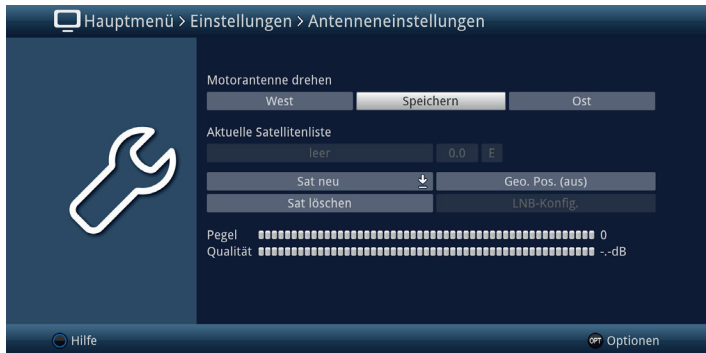 Hauptmenü > Einstellungen > Antenneneinstellungen
Motorantenne drehen
West Speichern Ost
Aktuelle Satellitenliste
leer 0.0 E
Sat neu Geo. Pos. (aus)
Sat löschen LNB-Konfig.
Pegel 0
Qualität -.-dB
Hilfe OPT Optionen